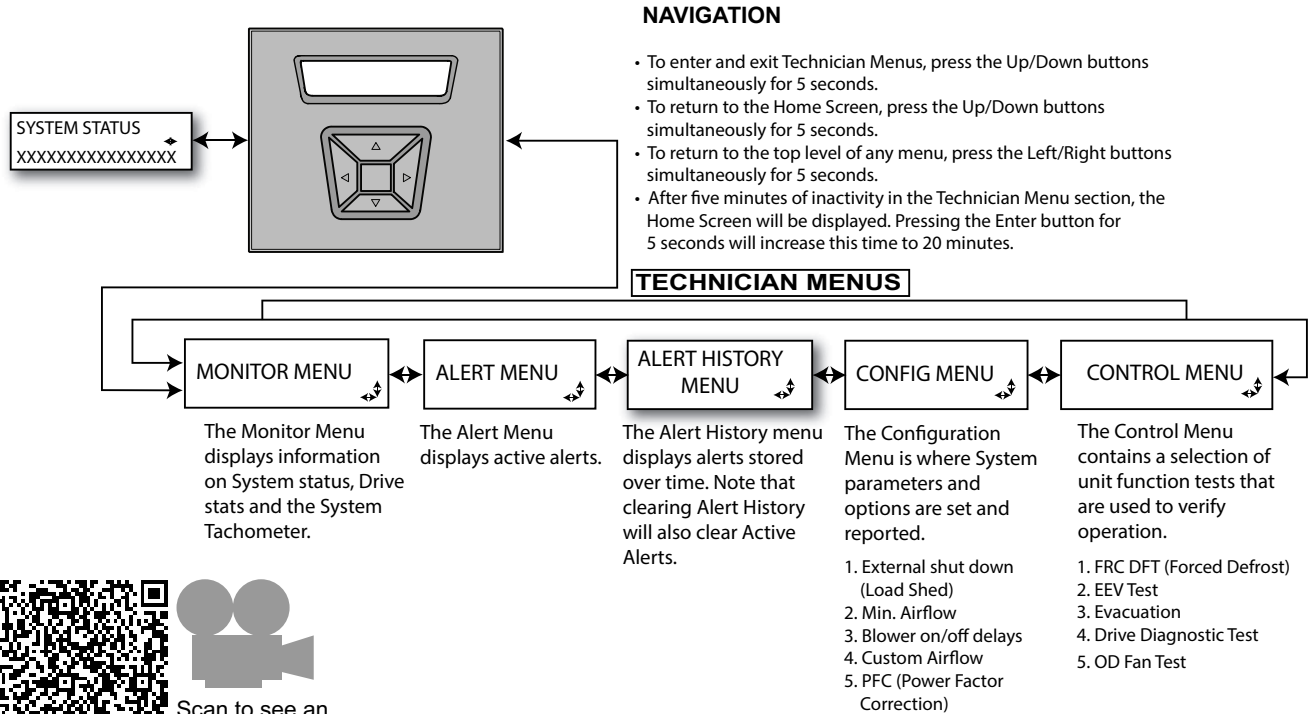 NAVIGATION
• To enter and exit Technician Menus, press the Up/Down buttons
simultaneously for 5 seconds.
• To return to the Home Screen, press the Up/Down buttons
simultaneously for 5 seconds.
• To return to the top level of any menu, press the Left/Right buttons
simultaneously for 5 seconds.
• After five minutes of inactivity in the Technician Menu section, the
Home Screen will be displayed. Pressing the Enter button for
5 seconds will increase this time to 20 minutes.
SYSTEM STATUS
XXXXXXXXXXXXXXXX
TECHNICIAN MENUS
MONITOR MENU
The Monitor Menu
displays information
on System status, Drive
stats and the System
Tachometer.
ALERT MENU
The Alert Menu
displays active alerts.
ALERT HISTORY
MENU
The Alert History menu
displays alerts stored
over time. Note that
clearing Alert History
will also clear Active
Alerts.
CONFIG MENU
The Configuration
Menu is where System
parameters and
options are set and
reported.
1. External shut down
(Load Shed)
2. Min. Airflow
3. Blower on/off delays
4. Custom Airflow
5. PFC (Power Factor
Correction)
CONTROL MENU
The Control Menu
contains a selection of
unit function tests that
are used to verify
operation.
1. FRC DFT (Forced Defrost)
2. EEV Test
3. Evacuation
4. Drive Diagnostic Test
5. OD Fan Test
Scan to see an